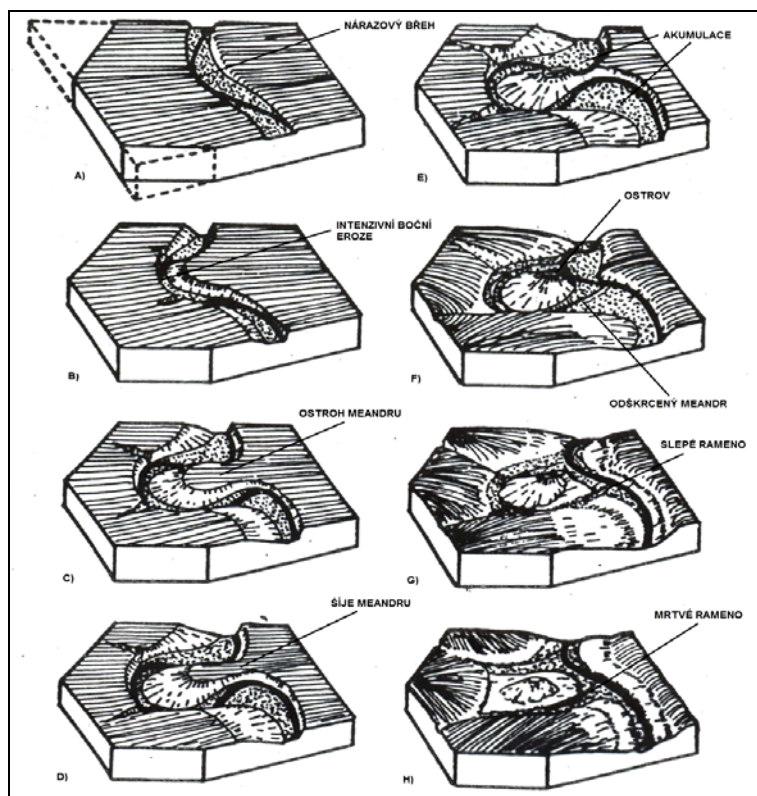 NÁRAZOVÝ BŘEH
A)
INTENZIVNÍ BOČNÍ
EROZE
B)
OSTROH MEANDRU
C)
ŠÍJE MEANDRU
D)
AKUMULACE
E)
OSTROV
F)
ODŠKRCENÝ MEANDR
SLEPÉ RAMENO
G)
MRTVÉ RAMENO
H)